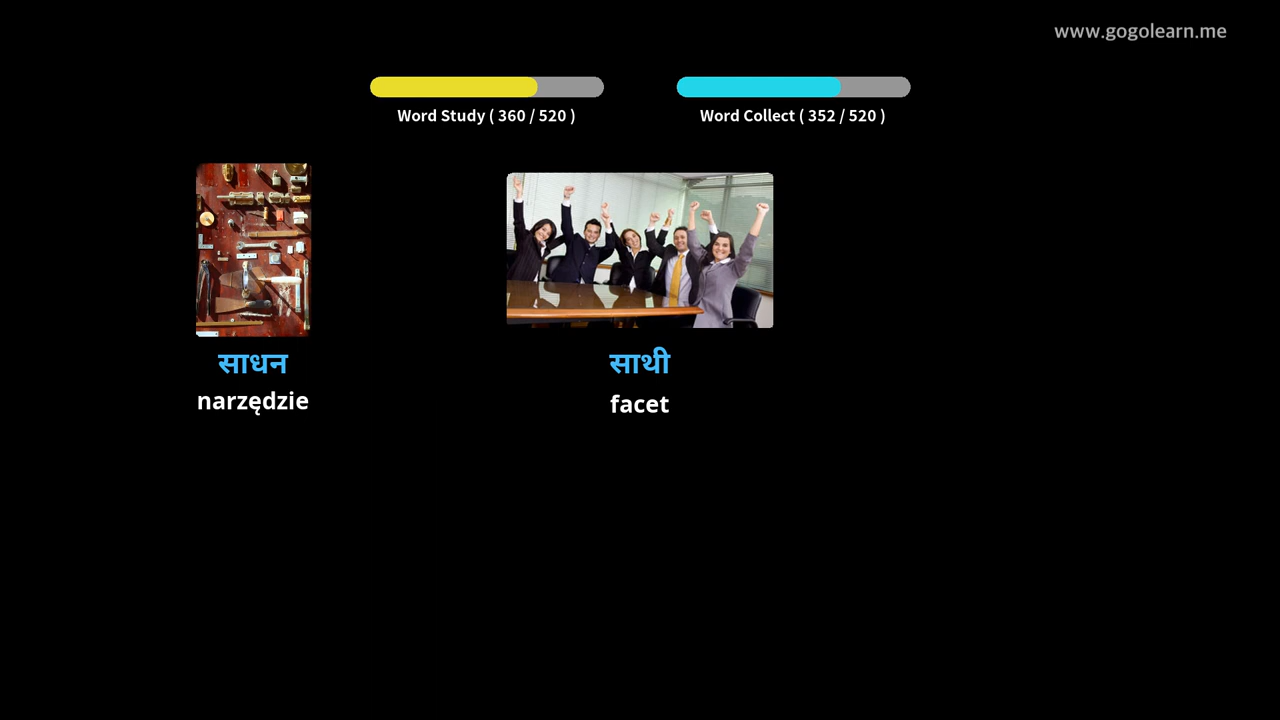 www.gogolearn.me
Word Study ( 360 / 520 )
Word Collect ( 352 / 520 )
साधन
narzędzie
साथी
facet